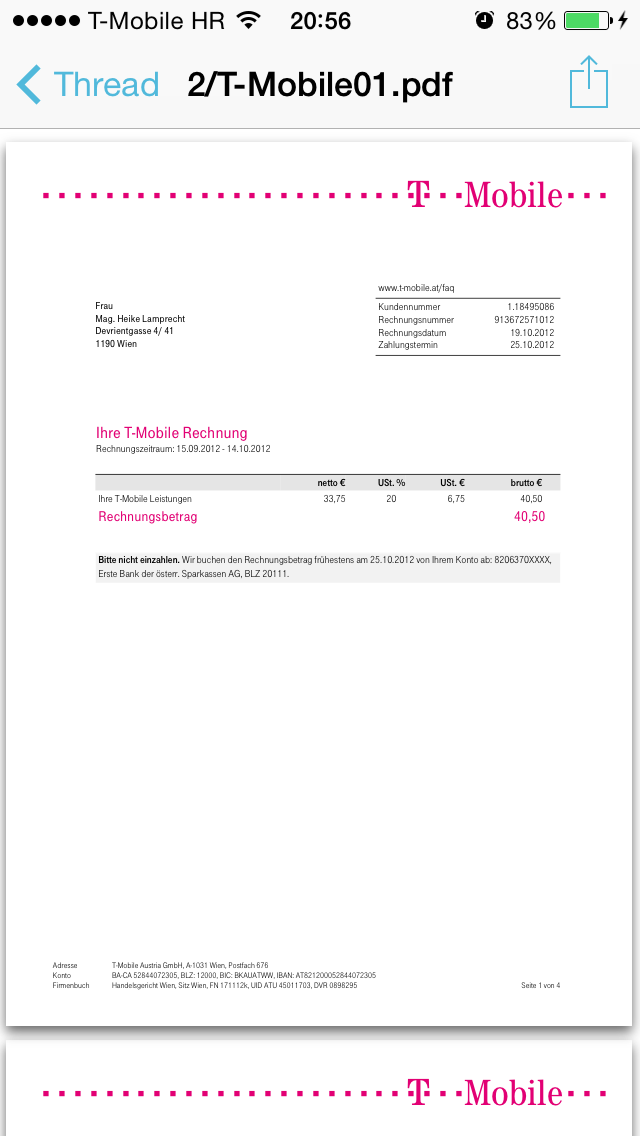 T-Mobile HR 20:56 83%
Thread 2/T-Mobile01.pdf
T Mobile
www.t-mobile.at/faq
Frau
Mag. Heike Lamprecht
Devrientgasse 4/ 41
1190 Wien
Kundennummer 1.18495086
Rechnungsnummer 913672571012
Rechnungsdatum 19.10.2012
Zahlungstermin 25.10.2012
Ihre T-Mobile Rechnung
Rechnungszeitraum: 15.09.2012 - 14.10.2012
netto € USt. % USt. € brutto €
Ihre T-Mobile Leistungen 33,75 20 6,75 40,50
Rechnungsbetrag 40,50
Bitte nicht einzahlen. Wir buchen den Rechnungsbetrag frühestens am 25.10.2012 von Ihrem Konto ab: 8206370XXXX,
Erste Bank der österr. Sparkassen AG, BLZ 20111.
Adresse T-Mobile Austria GmbH, A-1031 Wien, Postfach 676
Konto BA-CA 52844072305, BLZ: 12000, BIC: BKAUATWW, IBAN: AT821200052844072305
Firmenbuch Handelsgericht Wien, Sitz Wien, FN 171112k, UID ATU 45011703, DVR 0898295 Seite 1 von 4
T Mobile